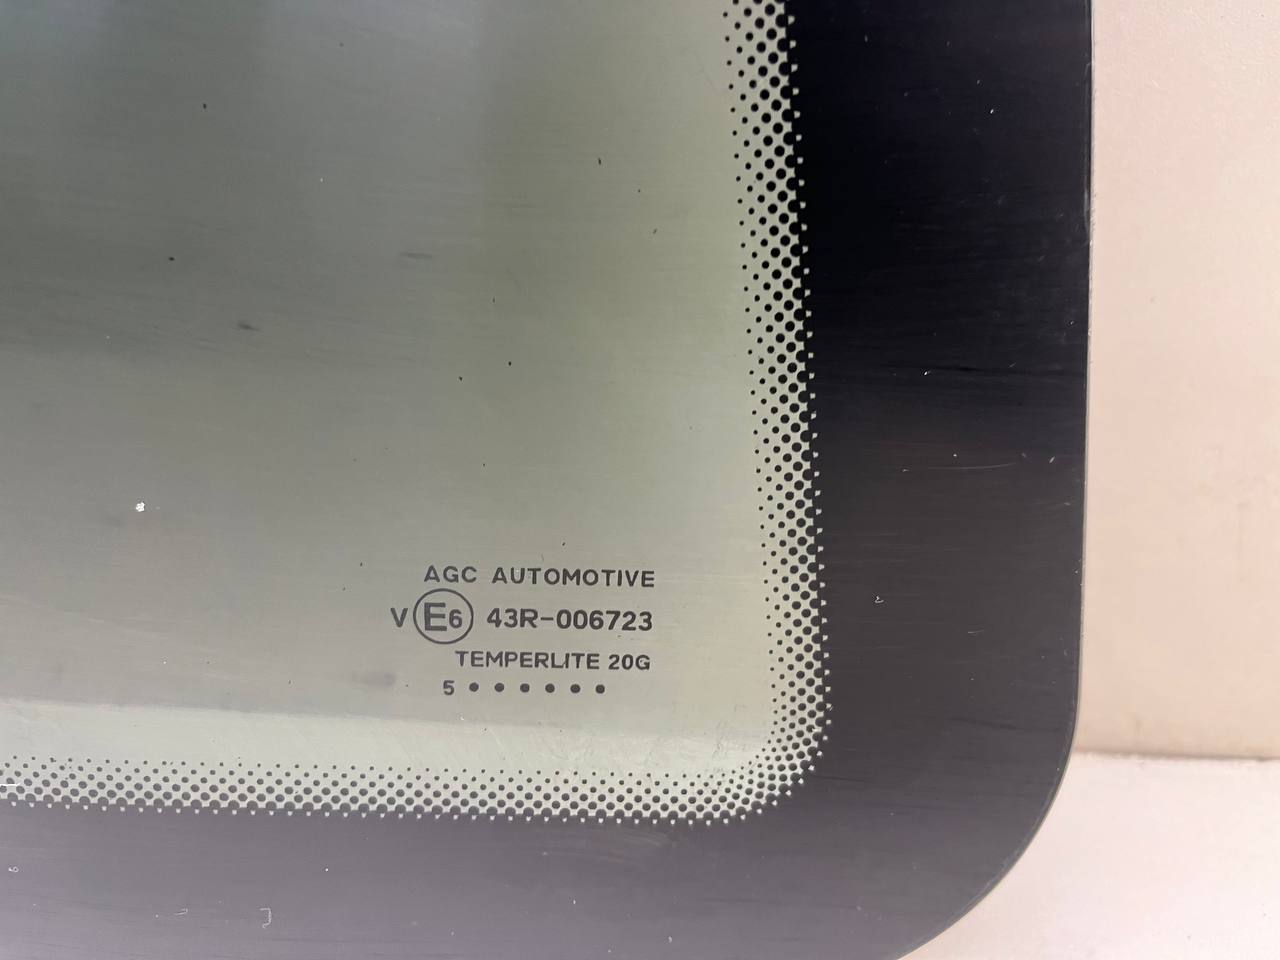 AGC AUTOMOTIVE
V E6 43R-006723
TEMPERLITE 20G
5 • • • • • •